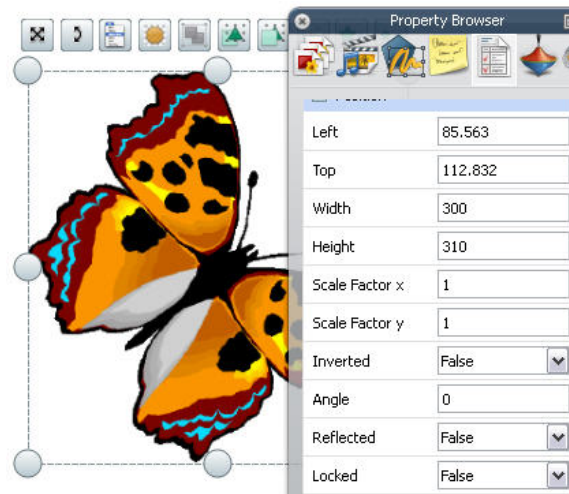 Property Browser
Position
Left 85.563
Top 112.832
Width 300
Height 310
Scale Factor x 1
Scale Factor y 1
Inverted False
Angle 0
Reflected False
Locked False